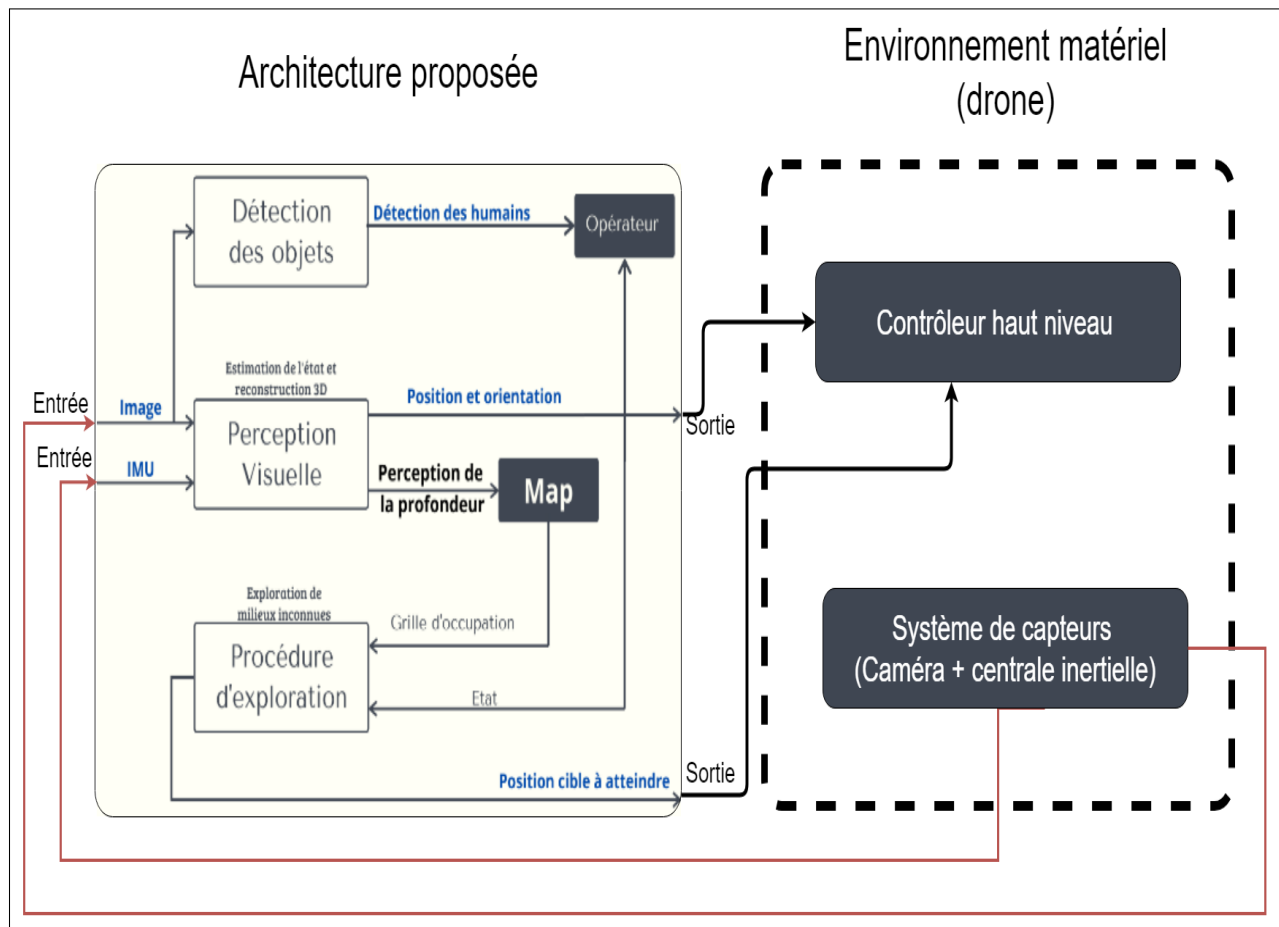 Architecture proposée
Environnement matériel
(drone)
Détection
des objets
Détection des humains
Opérateur
Contrôleur haut niveau
Estimation de l'état et
reconstruction 3D
Entrée
Image
Perception
Visuelle
Position et orientation
Sortie
Entrée
IMU
Perception de
la profondeur
Map
Exploration de
milieux inconnues
Grille d'occupation
Procédure
d'exploration
Etat
Système de capteurs
(Caméra + centrale inertielle)
Position cible à atteindre
Sortie